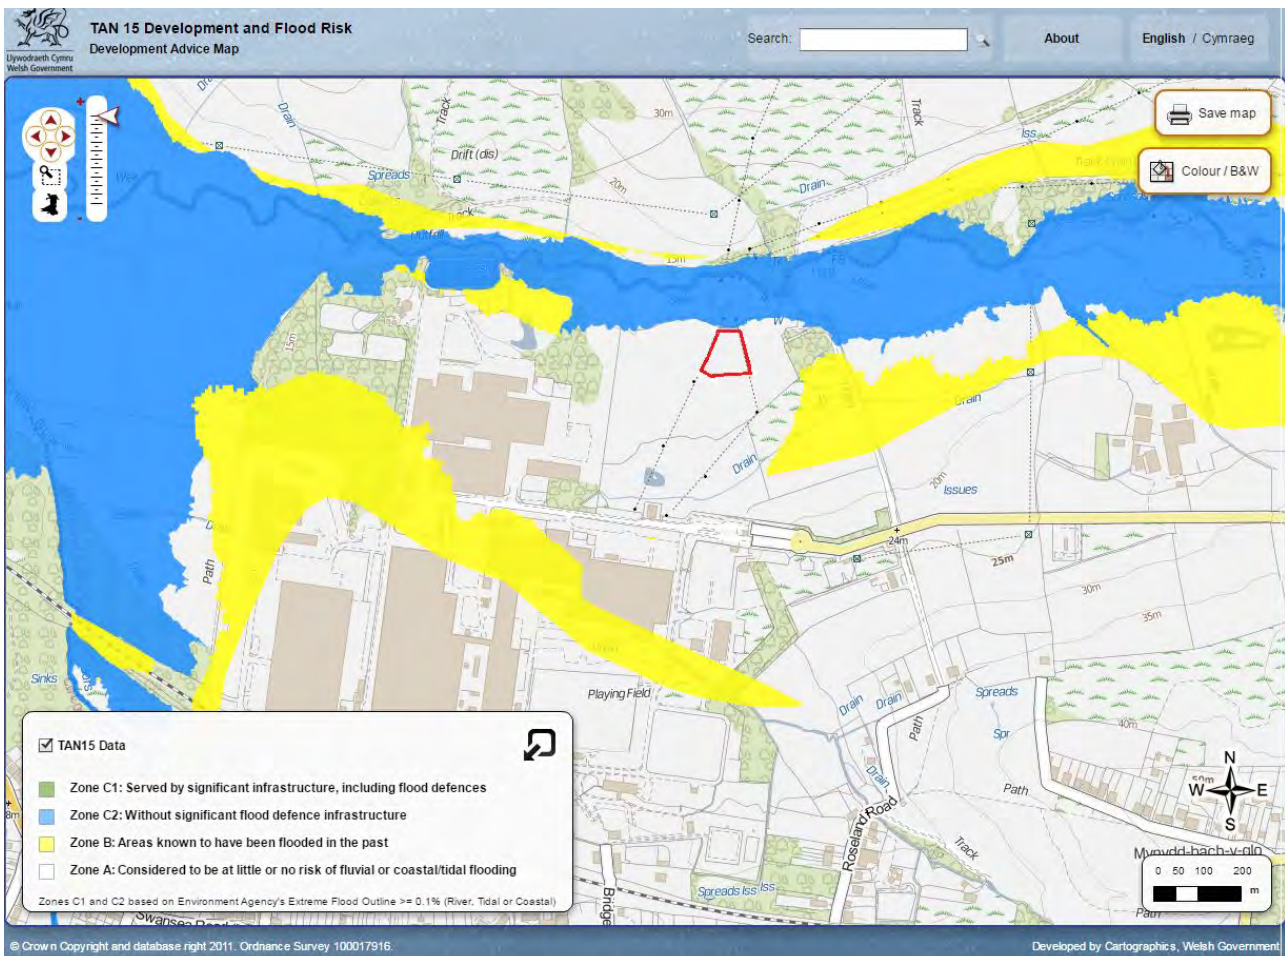 TAN 15 Development and Flood Risk
Development Advice Map
Llywodraeth Cymru
Welsh Government
Search:
About
English / Cymraeg
Save map
Colour / B&W
Drain
Track
30m
Track
Iss
Drift (dis)
Spreads
20m
Drain
Track
15m
15m
Drain
Drain
20m
Issues
24m
25m
30m
35m
Path
Sinks
Playing Field
Drain
Drain
Spreads
Spr
40m
Path
Drain
Path
50m
N
W E
S
Roseland Road
Track
Mynydd-bach-y-glo
Spreads Iss Iss
Bridge
Path
Swansea Road
8m
+
-
TAN15 Data
Zone C1: Served by significant infrastructure, including flood defences
Zone C2: Without significant flood defence infrastructure
Zone B: Areas known to have been flooded in the past
Zone A: Considered to be at little or no risk of fluvial or coastal/tidal flooding
Zones C1 and C2 based on Environment Agency's Extreme Flood Outline >= 0.1% (River, Tidal or Coastal)
0 50 100 200
m
© Crown Copyright and database right 2011. Ordnance Survey 100017916.
Developed by Cartographics, Welsh Government